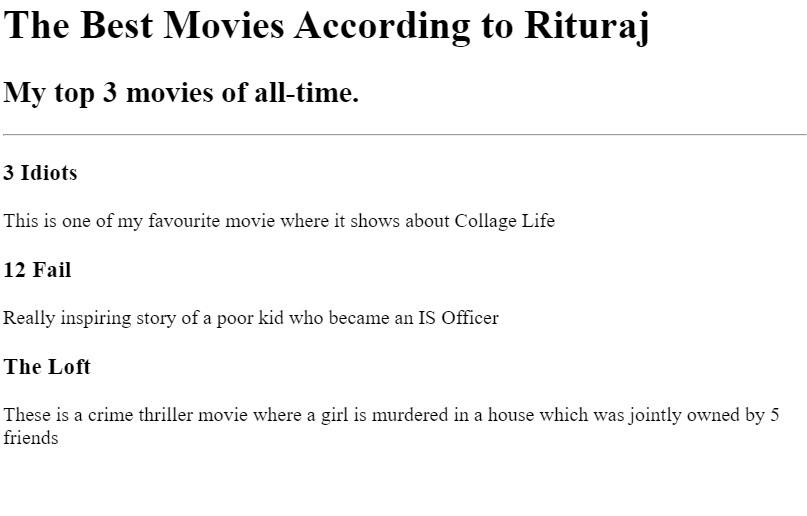 The Best Movies According to Rituraj
My top 3 movies of all-time.
3 Idiots
This is one of my favourite movie where it shows about Collage Life
12 Fail
Really inspiring story of a poor kid who became an IS Officer
The Loft
These is a crime thriller movie where a girl is murdered in a house which was jointly owned by 5
friends